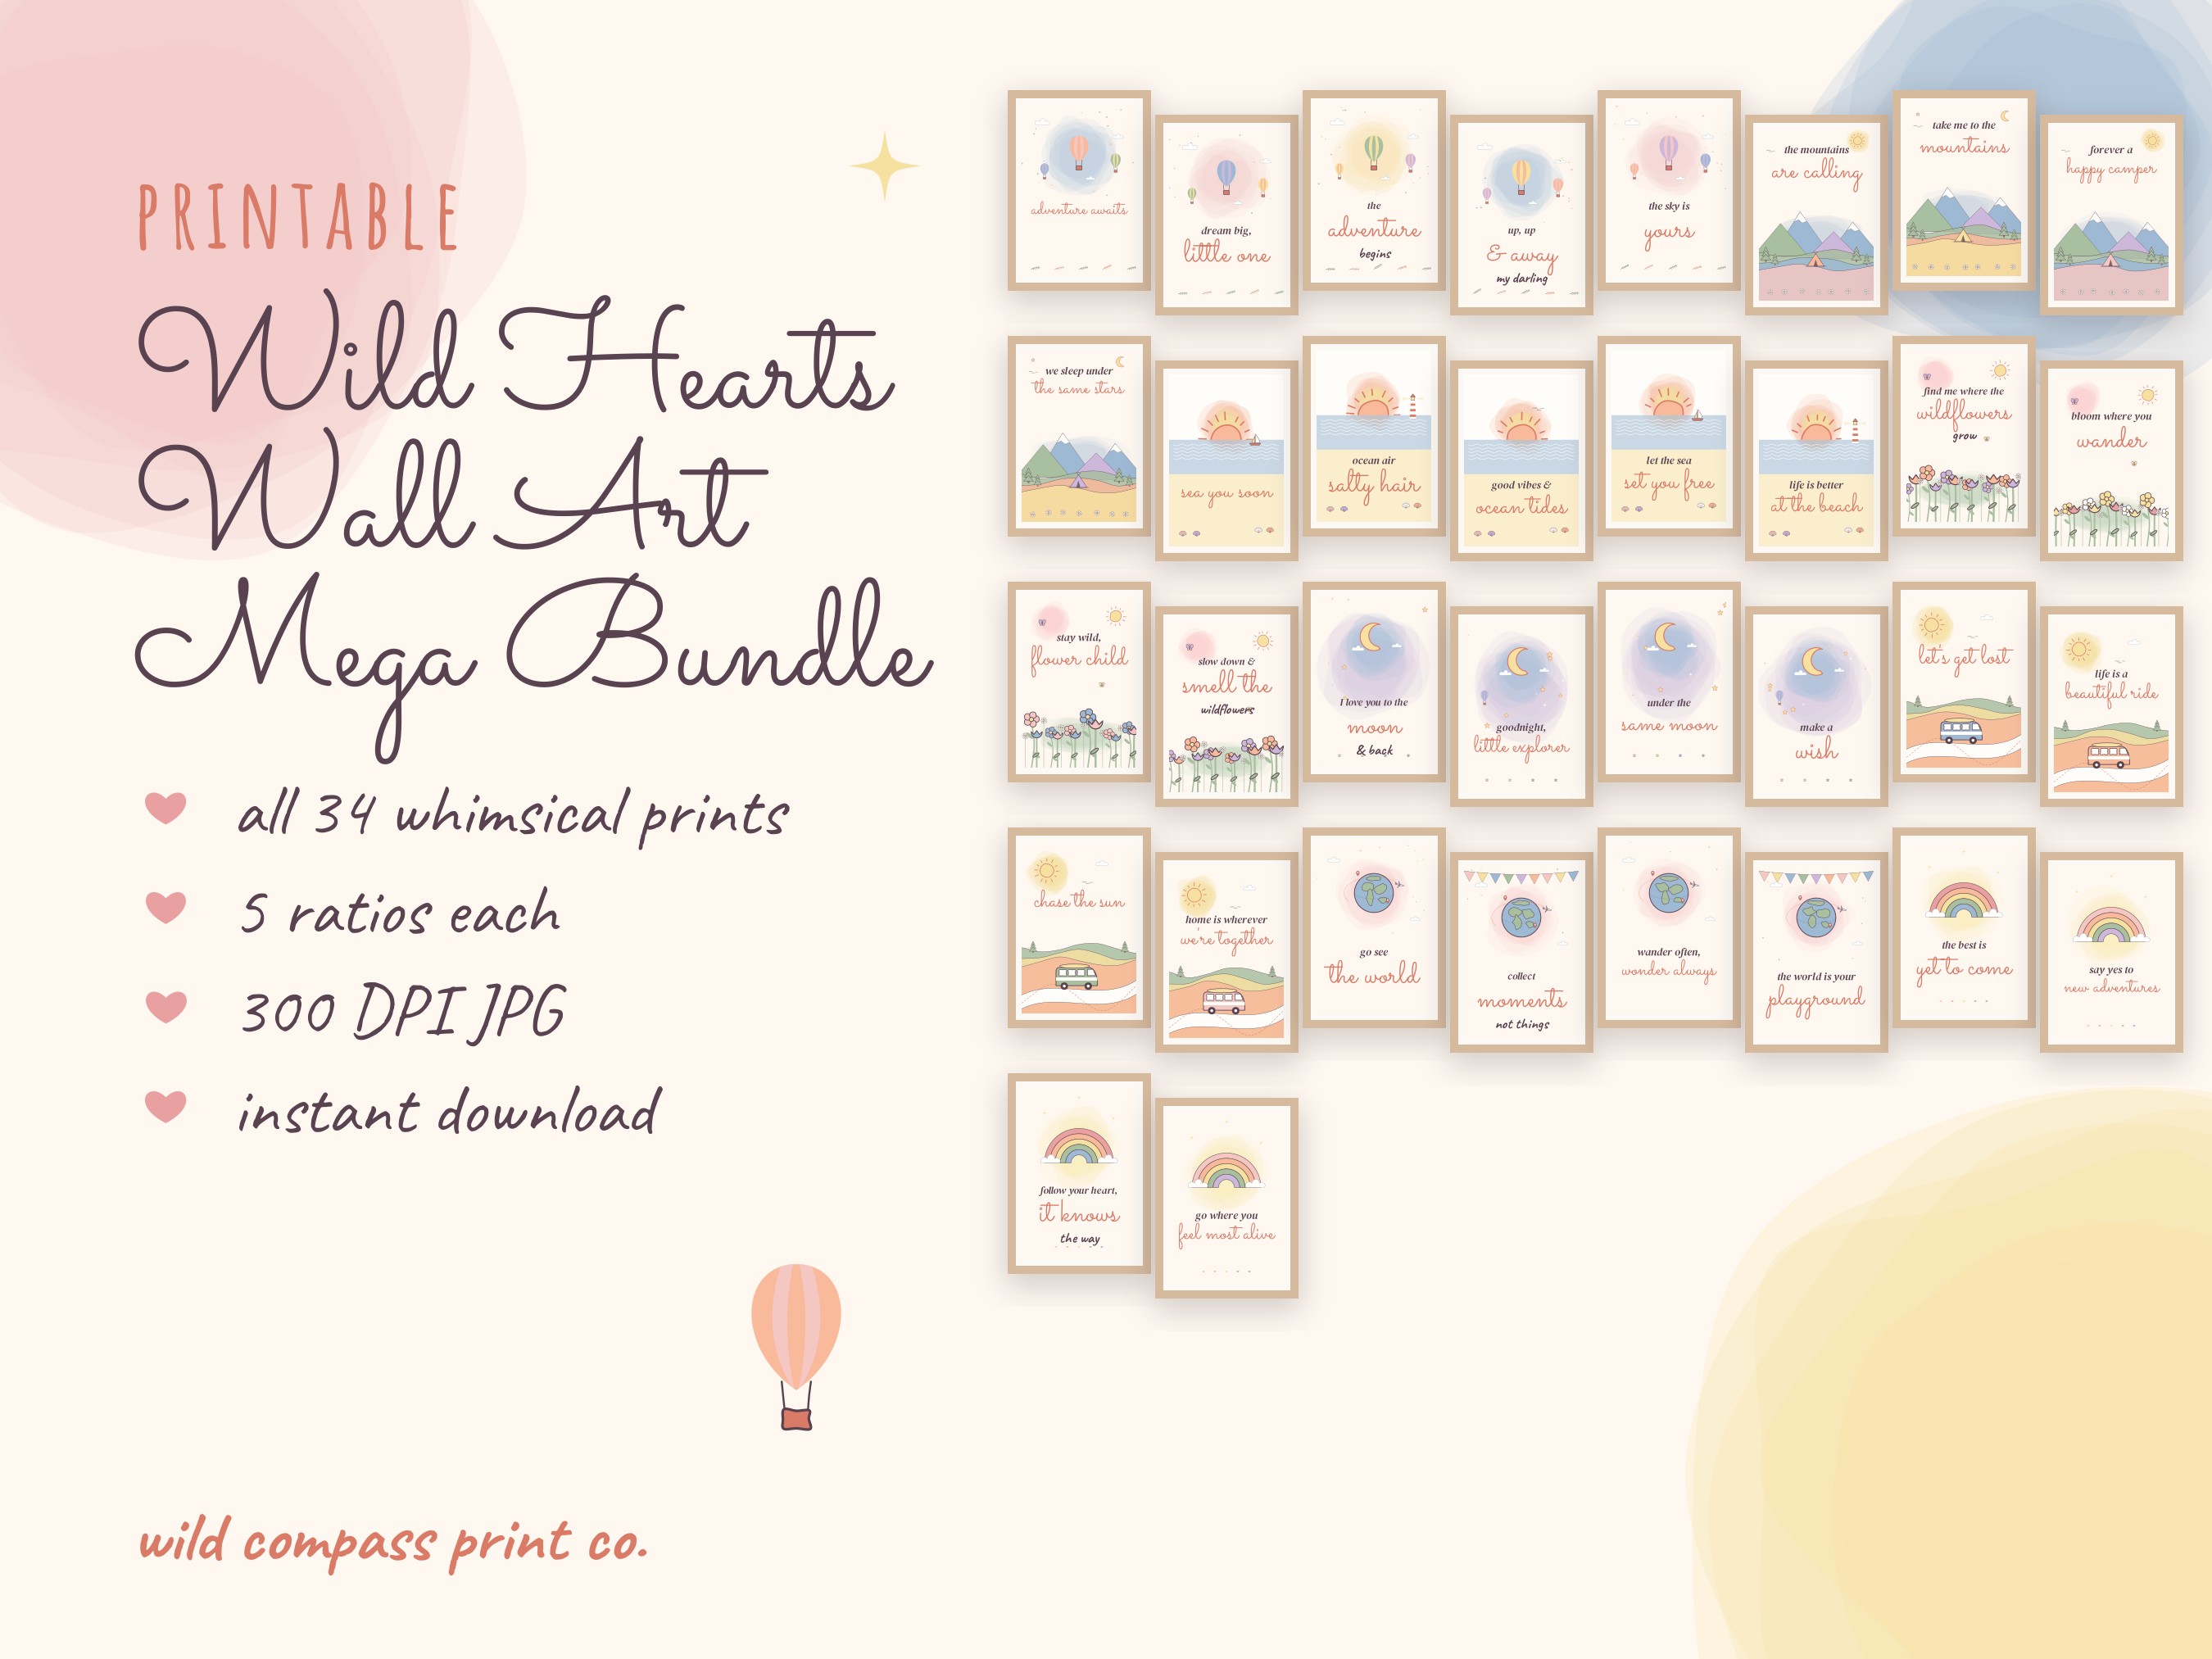 PRINTABLE
Wild Hearts
Wall Art
Mega Bundle
all 34 whimsical prints
5 ratios each
300 DPI JPG
instant download
wild compass print co.
adventure awaits
dream big,
little one
the
adventure
begins
up, up
& away
my darling
the sky is
yours
the mountains
are calling
take me to the
mountains
forever a
happy camper
we sleep under
the same stars
sea you soon
ocean air
salty hair
good vibes &
ocean tides
let the sea
set you free
life is better
at the beach
find me where the
wildflowers
grow
bloom where you
wander
stay wild,
flower child
slow down &
smell the
wildflowers
I love you to the
moon
& back
goodnight,
little explorer
under the
same moon
make a
wish
let's get lost
life is a
beautiful ride
chase the sun
home is wherever
we're together
go see
the world
collect
moments
not things
wander often,
wonder always
the world is your
playground
the best is
yet to come
say yes to
new adventures
follow your heart,
it knows
the way
go where you
feel most alive